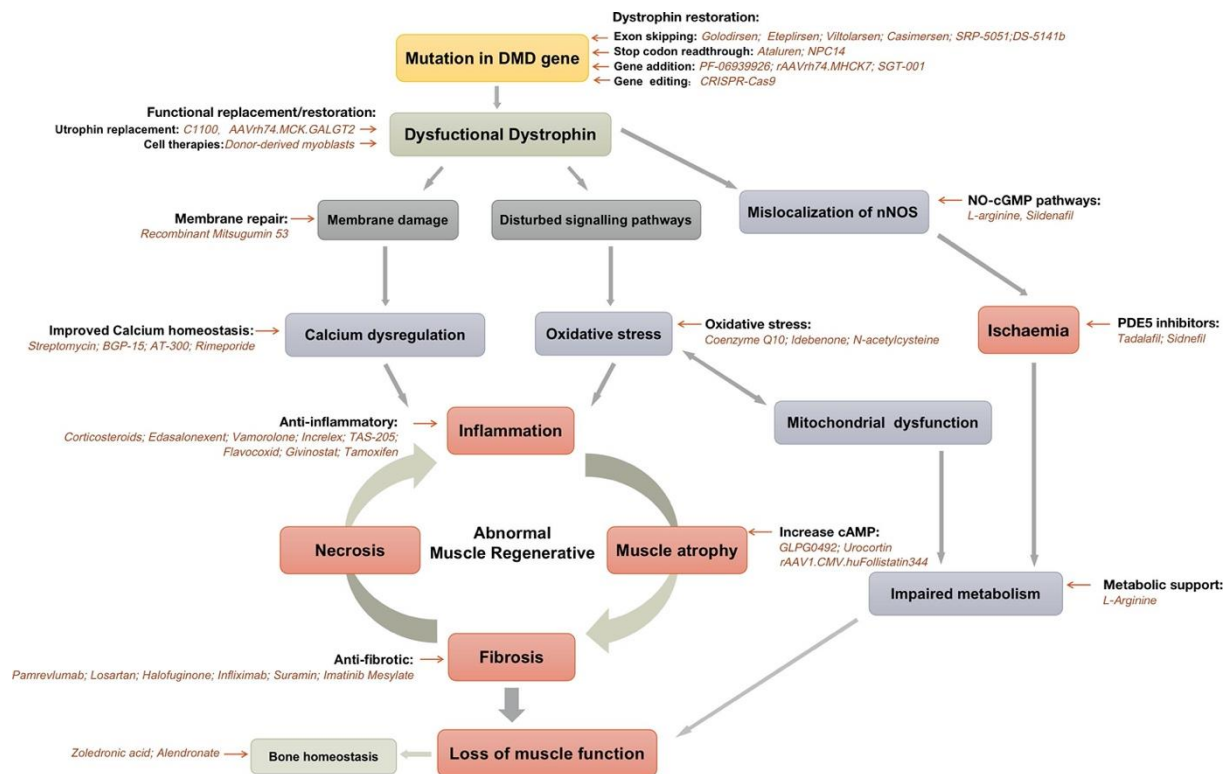 Dystrophin restoration:
Exon skipping: Golodirsen; Eteplirsen; Viltolarsen; Casimersen; SRP-5051;DS-5141b
Stop codon readthrough: Ataluren; NPC14
Gene addition: PF-06939926; rAAVrh74.MHCK7; SGT-001
Gene editing: CRISPR-Cas9
Mutation in DMD gene
Functional replacement/restoration:
Utrophin replacement: C1100, AAVrh74.MCK.GALGT2
Cell therapies:Donor-derived myoblasts
Dysfuctional Dystrophin
Membrane repair:
Recombinant Mitsugumin 53
Membrane damage
Disturbed signalling pathways
Mislocalization of nNOS
NO-cGMP pathways:
L-arginine, Sildenafil
Improved Calcium homeostasis:
Streptomycin; BGP-15; AT-300; Rimeporide
Calcium dysregulation
Oxidative stress
Oxidative stress:
Coenzyme Q10; Idebenone; N-acetylcysteine
Ischaemia
PDE5 inhibitors:
Tadalafil; Sidnefil
Anti-inflammatory:
Corticosteroids; Edasalonexent; Vamorolone; Increlex; TAS-205;
Flavocoxid; Givinostat; Tamoxifen
Inflammation
Mitochondrial dysfunction
Necrosis
Abnormal
Muscle Regenerative
Muscle atrophy
Increase cAMP:
GLPG0492; Urocortin
rAAV1.CMV.huFollistatin344
Impaired metabolism
Metabolic support:
L-Arginine
Anti-fibrotic:
Pamrevlumab; Losartan; Halofuginone; Infliximab; Suramin; Imatinib Mesylate
Fibrosis
Zoledronic acid; Alendronate
Bone homeostasis
Loss of muscle function